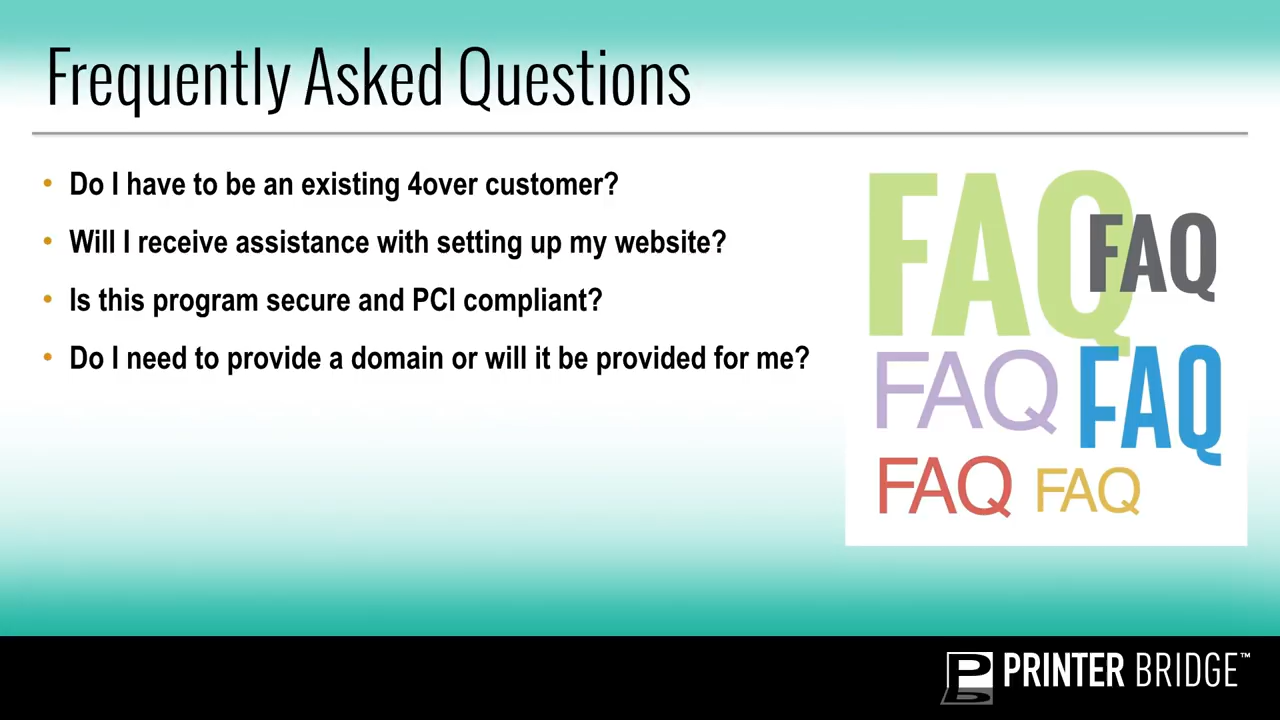 Frequently Asked Questions
• Do I have to be an existing 4over customer?
• Will I receive assistance with setting up my website?
• Is this program secure and PCI compliant?
• Do I need to provide a domain or will it be provided for me?
FAQ
FAQ
FAQ
FAQ
FAQ
FAQ
PRINTER BRIDGE™